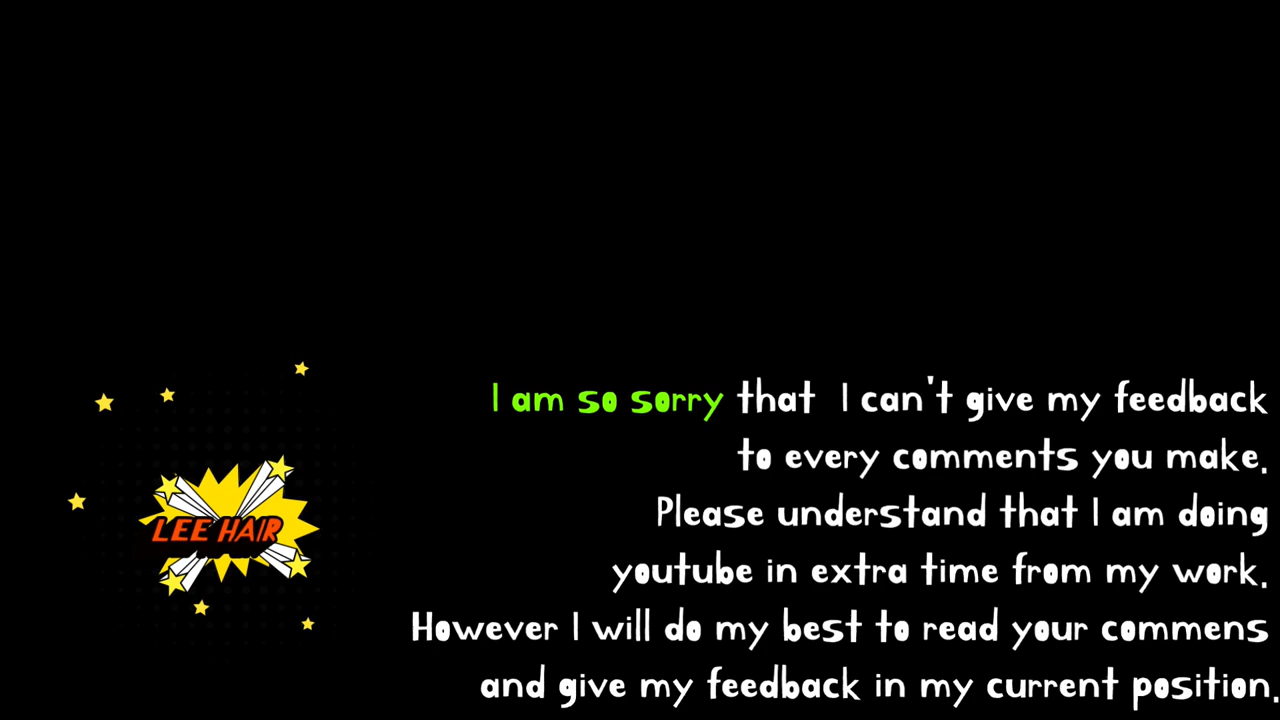 I am so sorry that I can't give my feedback
to every comments you make.
Please understand that I am doing
youtube in extra time from my work.
However I will do my best to read your commens
and give my feedback in my current position.
LEE HAIR